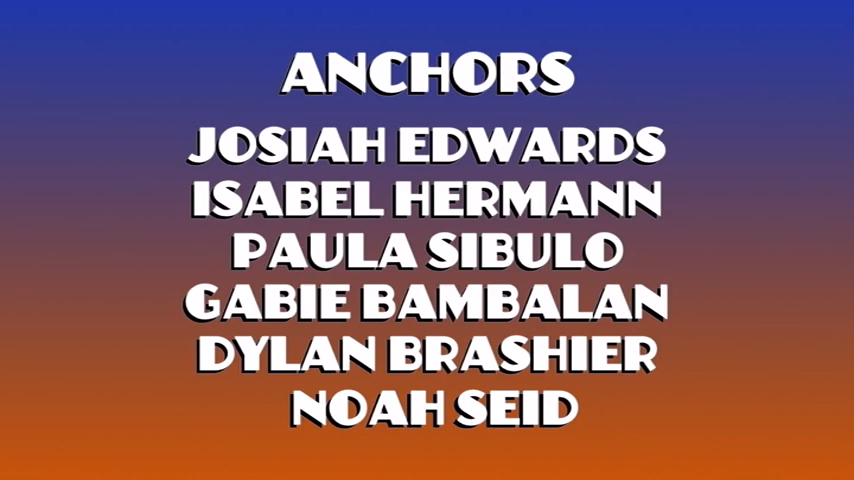 ANCHORS
JOSIAH EDWARDS
ISABEL HERMANN
PAULA SIBULO
GABIE BAMBALAN
DYLAN BRASHIER
NOAH SEID